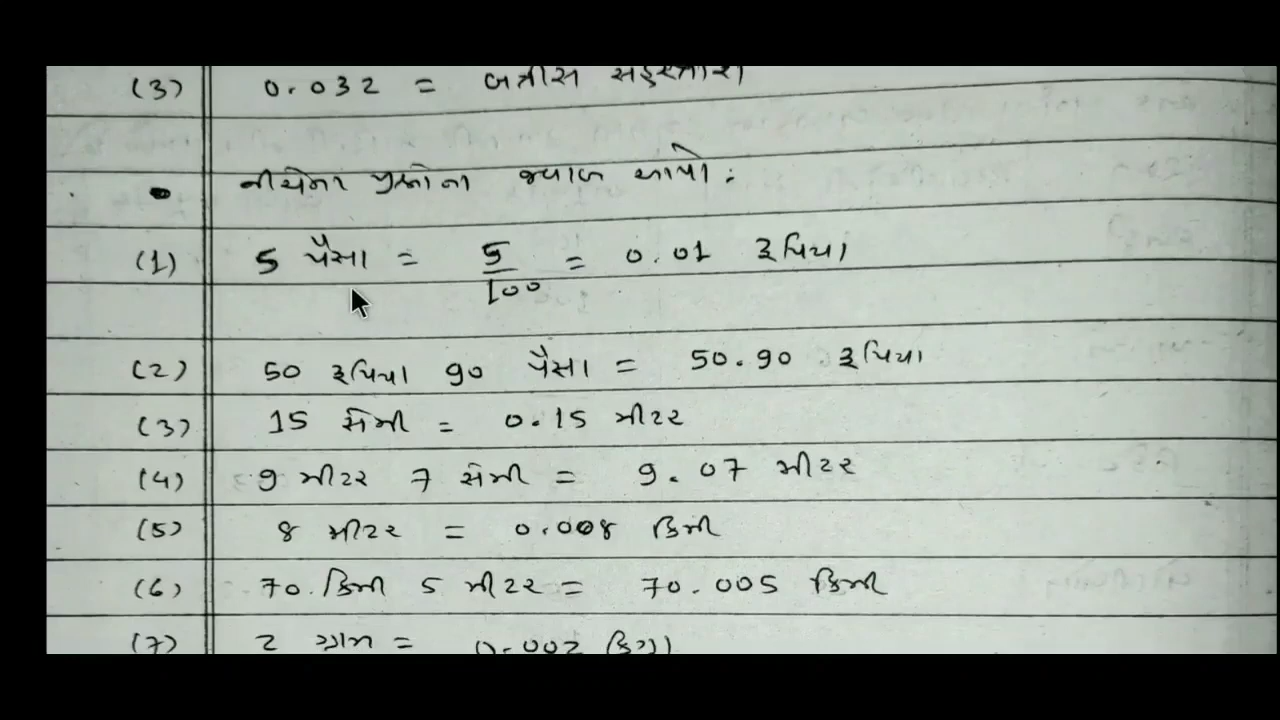 (3) 0.032 = બત્રીસ સહસ્ત્રાંશ
• નીચેના પ્રશ્નોના જવાબ આપો :
(1) 5 પૈસા = 5/100 = 0.01 રૂપિયા
(2) 50 રૂપિયા 90 પૈસા = 50.90 રૂપિયા
(3) 15 સેમી = 0.15 મીટર
(4) 9 મીટર 7 સેમી = 9.07 મીટર
(5) 8 મીટર = 0.008 કિમી
(6) 70 કિમી 5 મીટર = 70.005 કિમી
(7) 2 ગ્રામ = 0.002 કિગ્રા